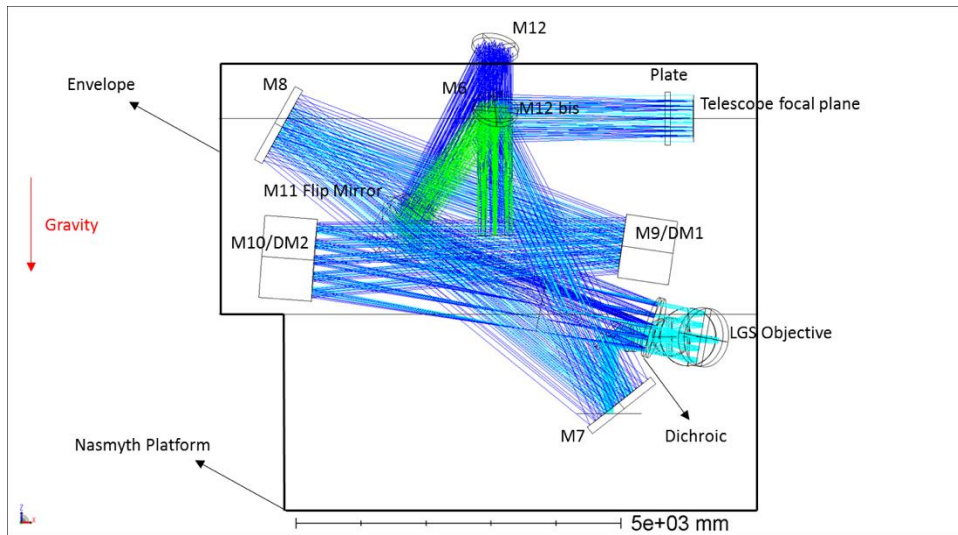 M12
Envelope
M8
M6
Plate
M12 bis
Telescope focal plane
M11 Flip Mirror
Gravity
M10/DM2
M9/DM1
LGS Objective
M7
Dichroic
Nasmyth Platform
Z
X
5e+03 mm